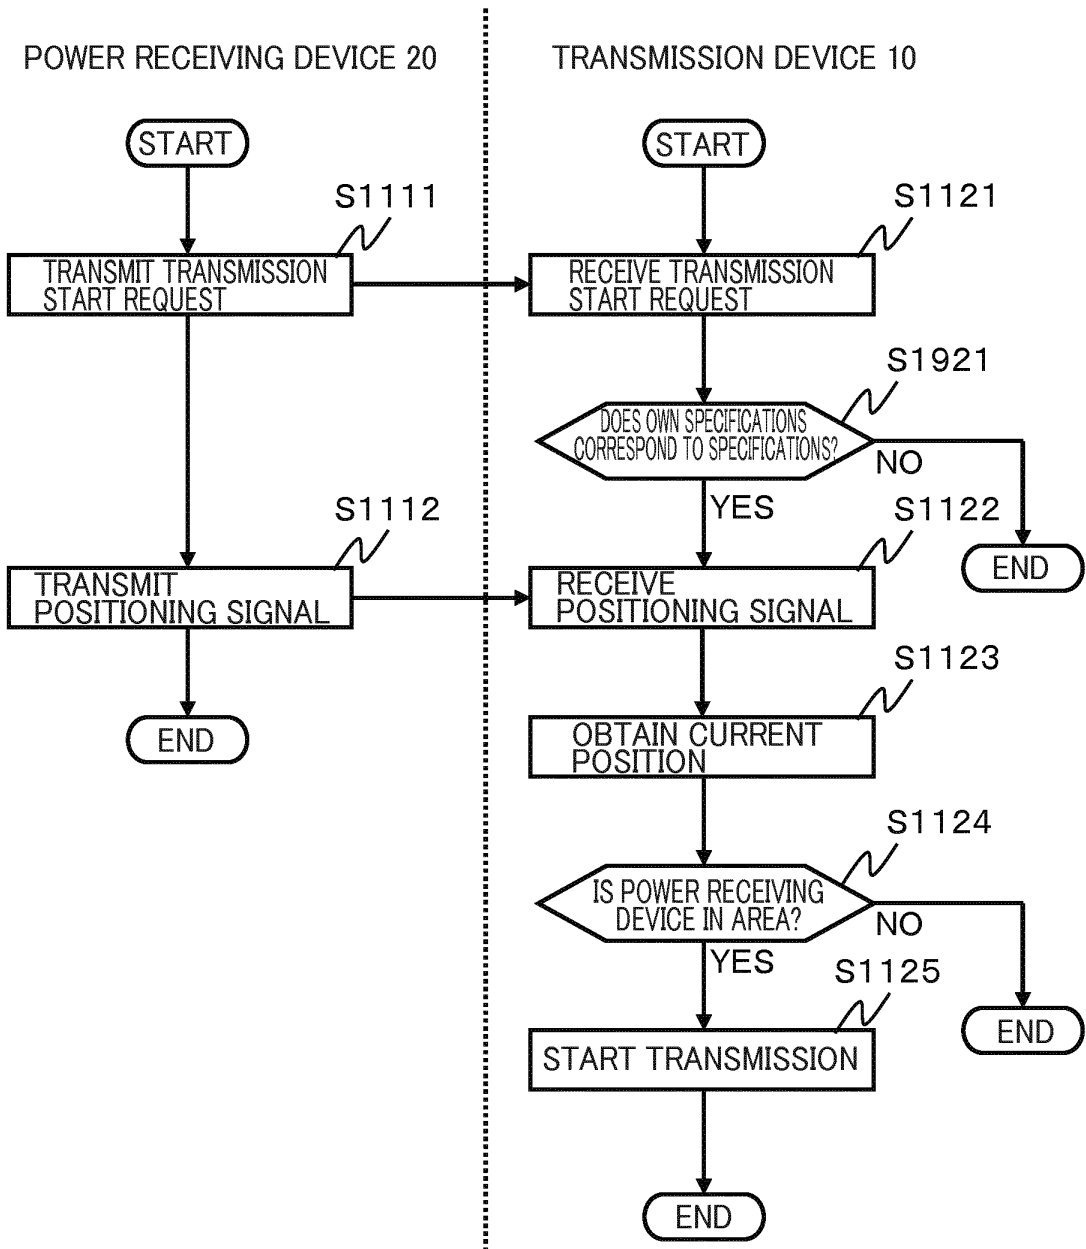 POWER RECEIVING DEVICE 20
START
S1111
TRANSMIT TRANSMISSION
START REQUEST
S1112
TRANSMIT
POSITIONING SIGNAL
END
TRANSMISSION DEVICE 10
START
S1121
RECEIVE TRANSMISSION
START REQUEST
S1921
DOES OWN SPECIFICATIONS
CORRESPOND TO SPECIFICATIONS?
NO
END
YES
S1122
RECEIVE
POSITIONING SIGNAL
S1123
OBTAIN CURRENT
POSITION
S1124
IS POWER RECEIVING
DEVICE IN AREA?
NO
END
YES
S1125
START TRANSMISSION
END